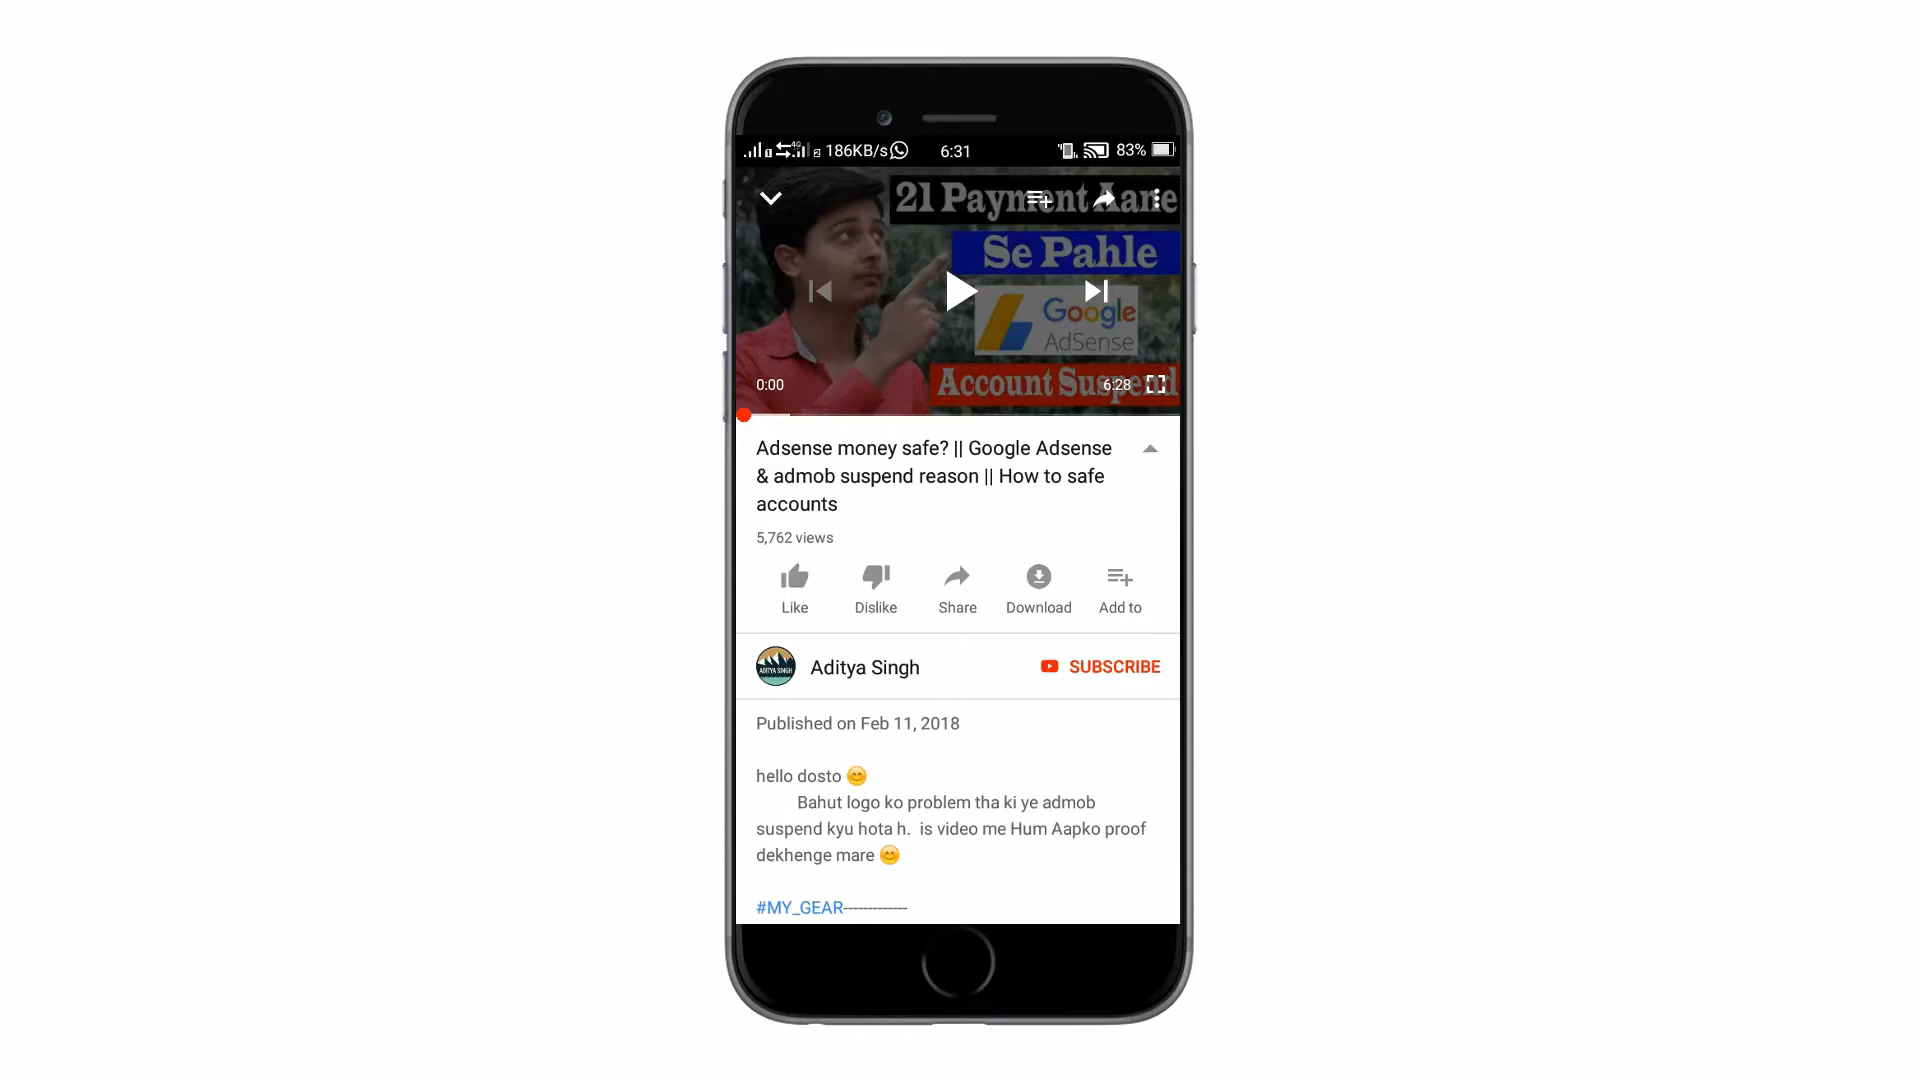 186KB/s 6:31 83%
21 Payment Aane
Se Pahle
Google
AdSense
Account Suspend
0:00 6:28
Adsense money safe? || Google Adsense
& admob suspend reason || How to safe
accounts
5,762 views
Like Dislike Share Download Add to
ADITYA SINGH
Aditya Singh SUBSCRIBE
Published on Feb 11, 2018
hello dosto 😊
Bahut logo ko problem tha ki ye admob
suspend kyu hota h. is video me Hum Aapko proof
dekhenge mare 😊
#MY_GEAR-------------